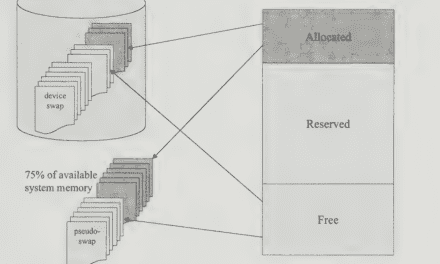 Allocated
device
swap
Reserved
75% of available
system memory
Free
pseudo-
swap